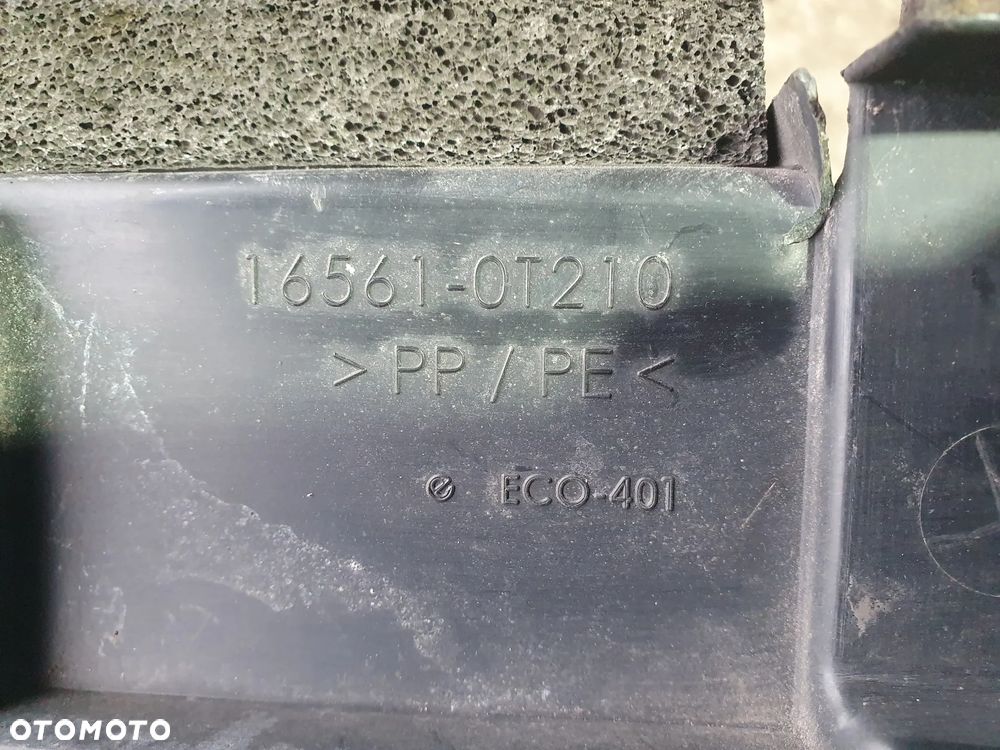 16561-0T210
> PP / PE <
ECO-401
OTOMOTO